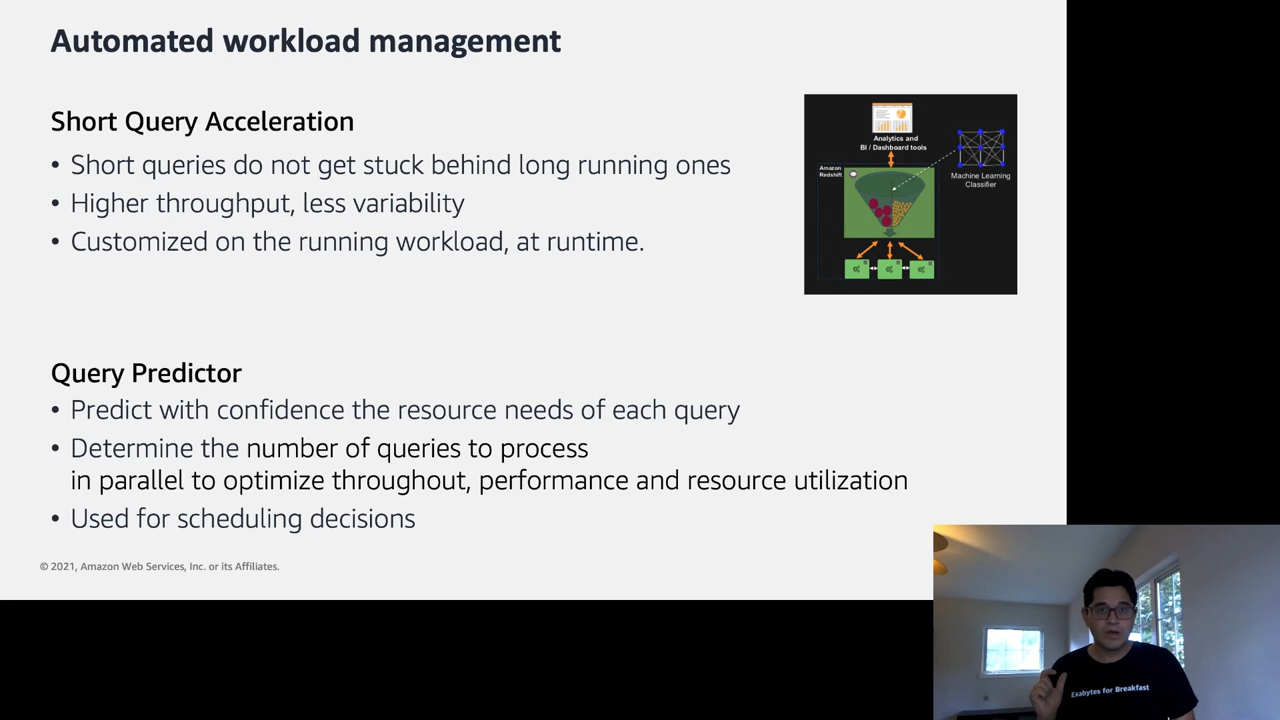 Automated workload management
Short Query Acceleration
• Short queries do not get stuck behind long running ones
• Higher throughput, less variability
• Customized on the running workload, at runtime.
Analytics and
BI / Dashboard tools
Amazon
Redshift
Machine Learning
Classifier
Query Predictor
• Predict with confidence the resource needs of each query
• Determine the number of queries to process
in parallel to optimize throughout, performance and resource utilization
• Used for scheduling decisions
© 2021, Amazon Web Services, Inc. or its Affiliates.
Exabytes for Breakfast